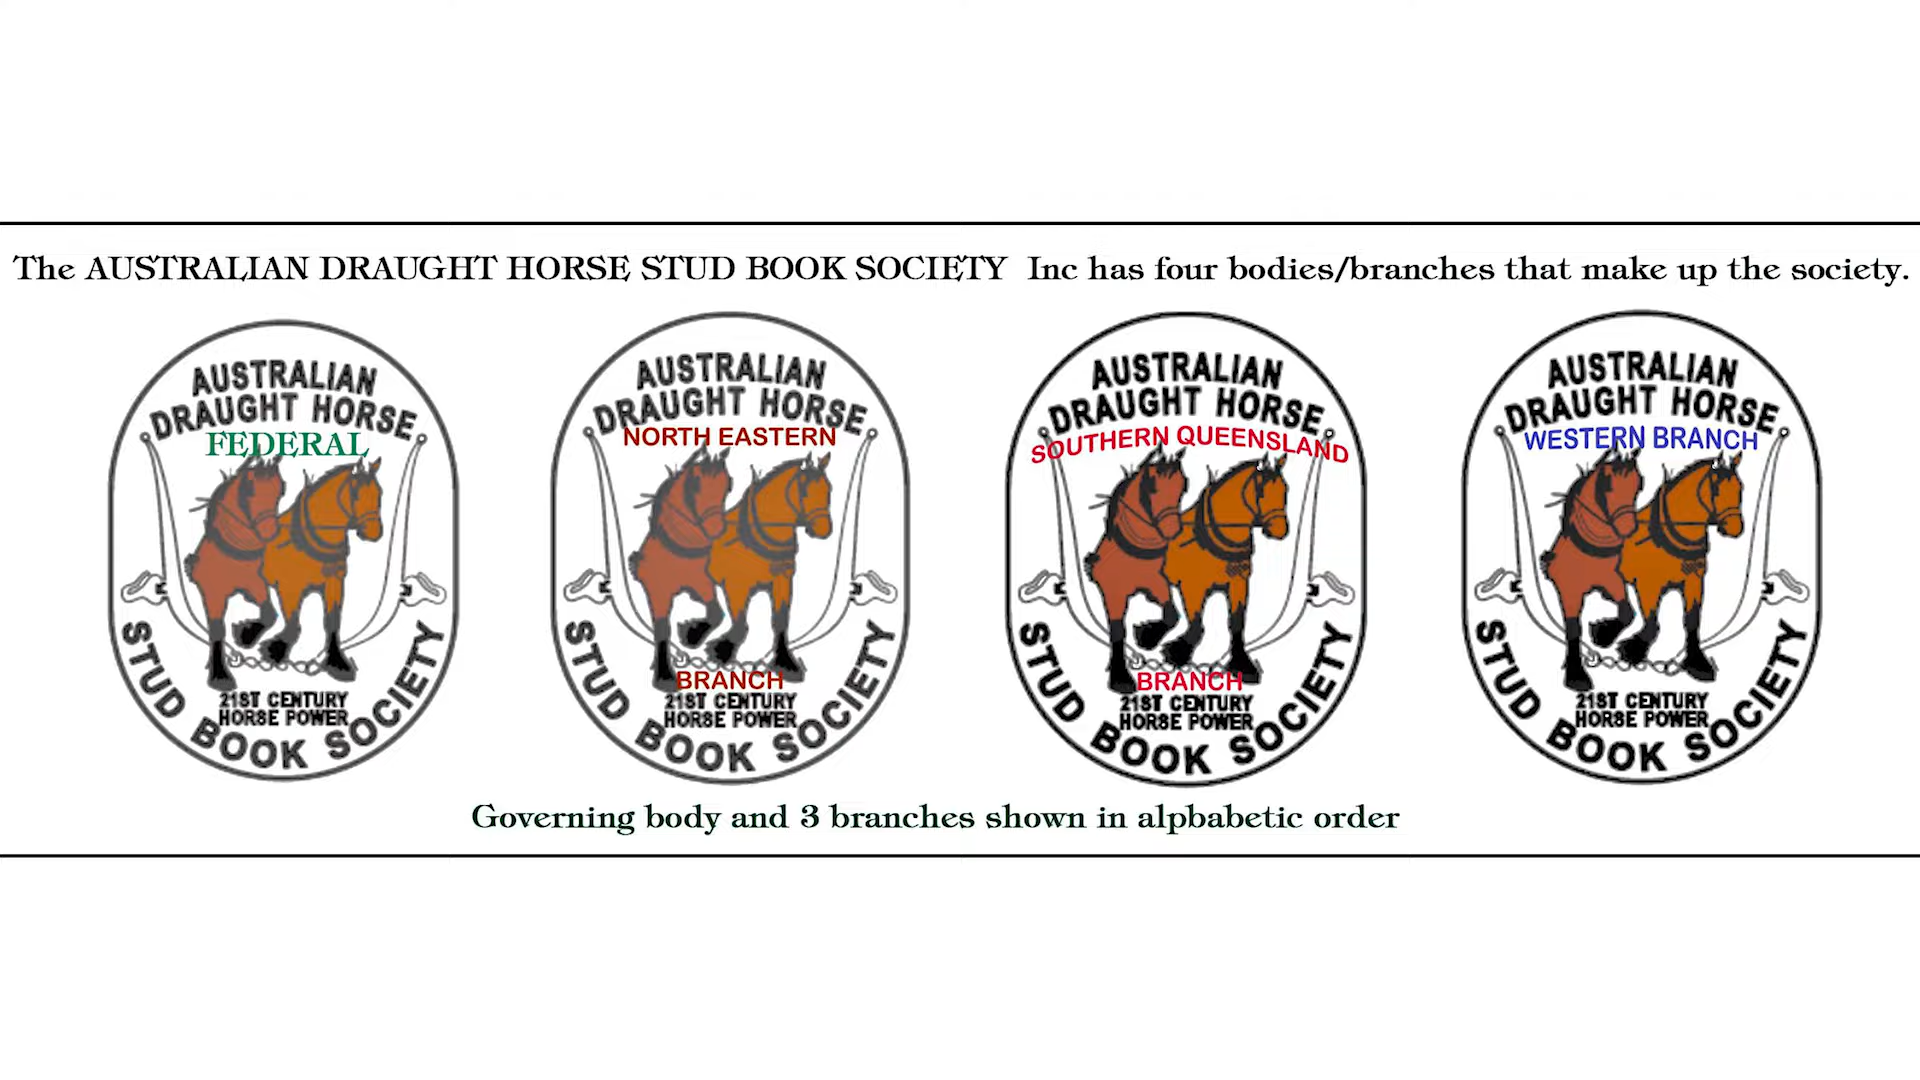 The AUSTRALIAN DRAUGHT HORSE STUD BOOK SOCIETY Inc has four bodies/branches that make up the society.
AUSTRALIAN
DRAUGHT HORSE
FEDERAL
21ST CENTURY
HORSE POWER
STUD BOOK SOCIETY
AUSTRALIAN
DRAUGHT HORSE
NORTH EASTERN
BRANCH
21ST CENTURY
HORSE POWER
STUD BOOK SOCIETY
AUSTRALIAN
DRAUGHT HORSE
SOUTHERN QUEENSLAND
BRANCH
21ST CENTURY
HORSE POWER
STUD BOOK SOCIETY
AUSTRALIAN
DRAUGHT HORSE
WESTERN BRANCH
21ST CENTURY
HORSE POWER
STUD BOOK SOCIETY
Governing body and 3 branches shown in alpbabetic order